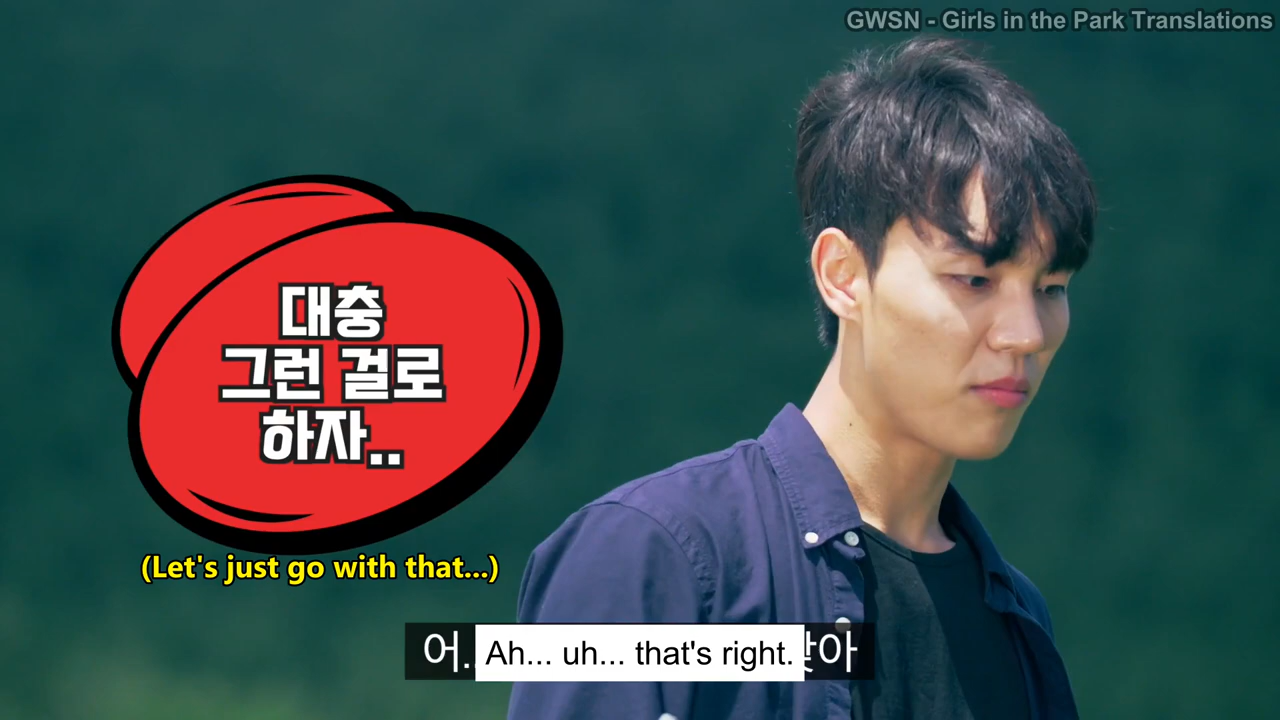 GWSN - Girls in the Park Translations
대충
그런 걸로
하자..
(Let's just go with that...)
어..
Ah... uh... that's right.